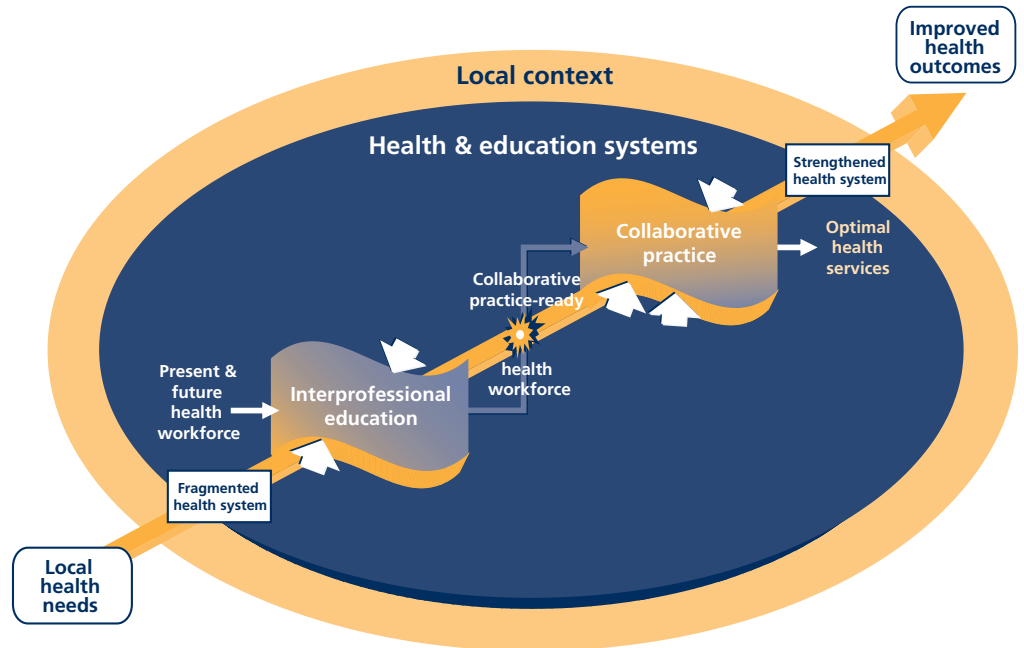 Improved
health
outcomes
Local context
Health & education systems
Strengthened
health system
Collaborative
practice
Optimal
health
services
Collaborative
practice-ready
health
workforce
Present &
future
health
workforce
Interprofessional
education
Fragmented
health system
Local
health
needs